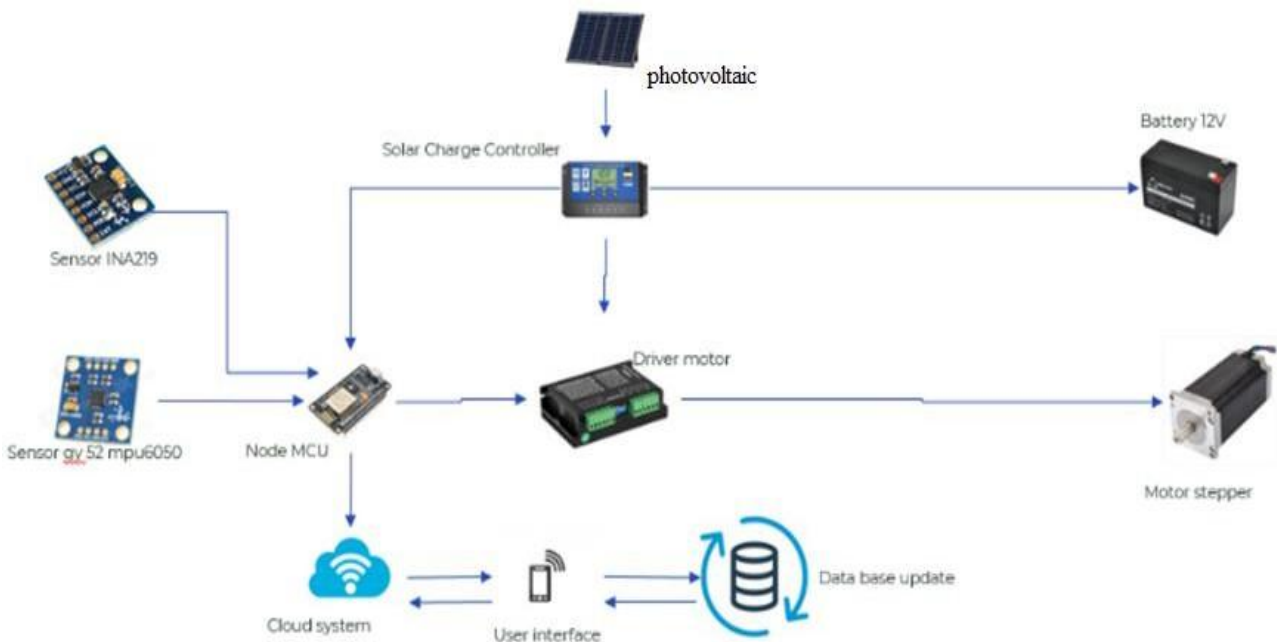 photovoltaic
Battery 12V
Solar Charge Controller
Sensor INA219
Driver motor
Sensor gy 52 mpu6050
Node MCU
Motor stepper
Data base update
Cloud system
User interface